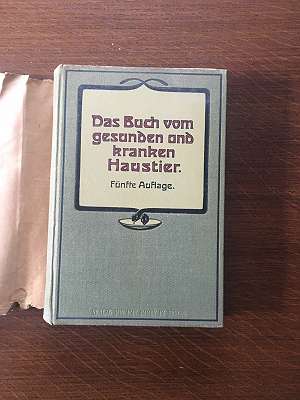 Das Buch vom
gesunden und
kranken
Haustier.
Fünfte Auflage.